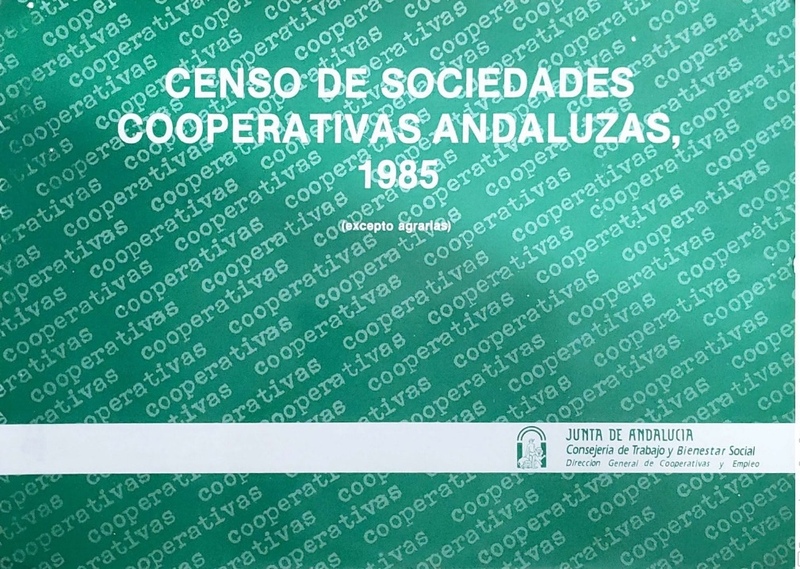 CENSO DE SOCIEDADES
COOPERATIVAS ANDALUZAS,
1985
(excepto agrarias)
JUNTA DE ANDALUCIA
Consejería de Trabajo y Bienestar Social
Dirección General de Cooperativas y Empleo
cooperativas